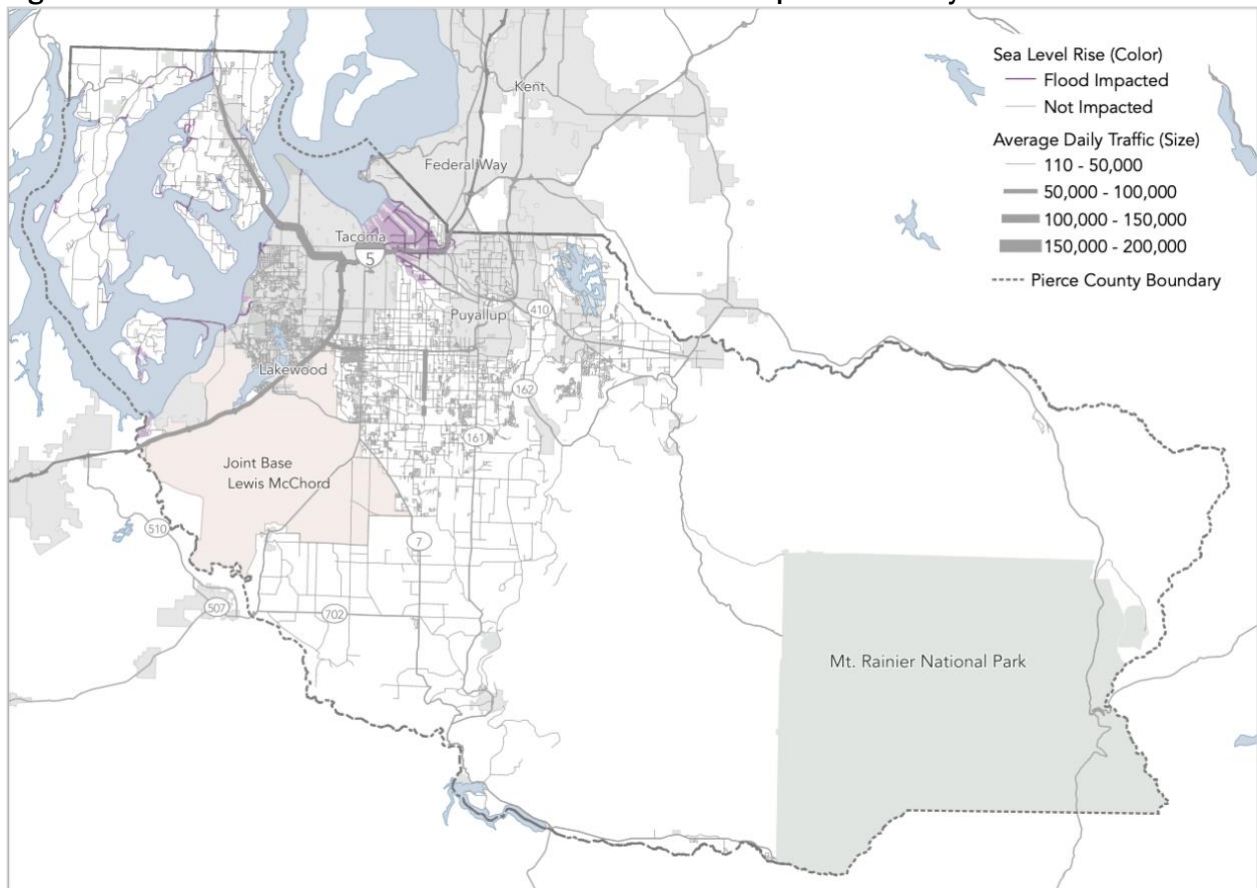 Sea Level Rise (Color)
Flood Impacted
Not Impacted
Average Daily Traffic (Size)
110 - 50,000
50,000 - 100,000
100,000 - 150,000
150,000 - 200,000
Pierce County Boundary
Kent
Federal Way
Tacoma
5
Puyallup
410
Lakewood
162
161
Joint Base
Lewis McChord
510
7
507
702
Mt. Rainier National Park